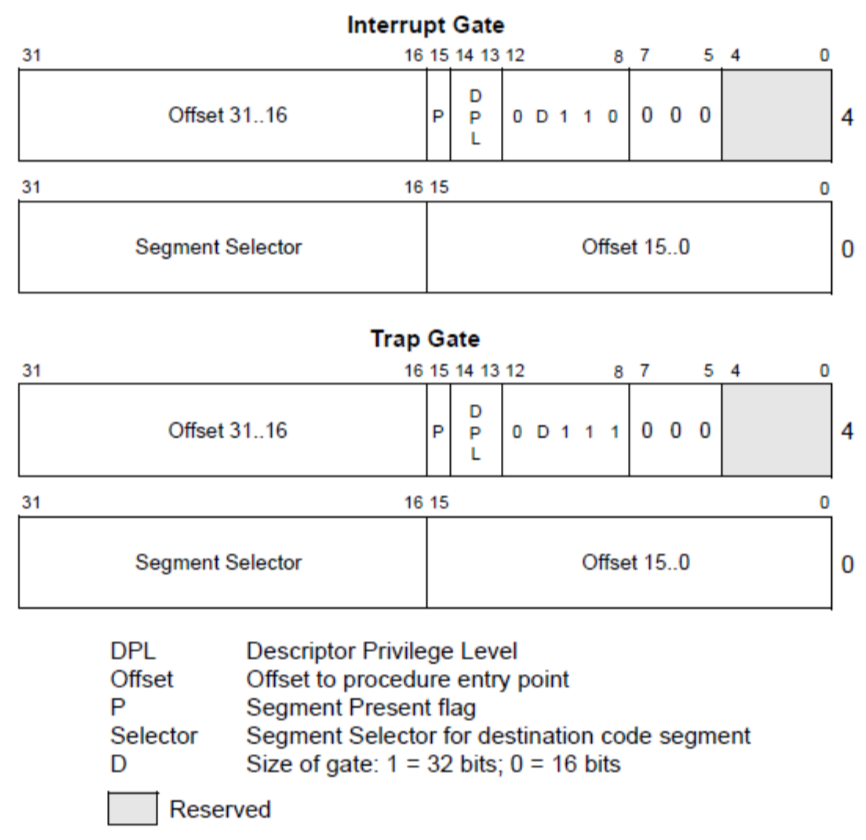 Interrupt Gate
31 16 15 14 13 12 8 7 5 4 0
Offset 31..16 P DPL 0 D 1 1 0 0 0 0 4
31 16 15 0
Segment Selector Offset 15..0 0
Trap Gate
31 16 15 14 13 12 8 7 5 4 0
Offset 31..16 P DPL 0 D 1 1 1 0 0 0 4
31 16 15 0
Segment Selector Offset 15..0 0
DPL Descriptor Privilege Level
Offset Offset to procedure entry point
P Segment Present flag
Selector Segment Selector for destination code segment
D Size of gate: 1 = 32 bits; 0 = 16 bits
Reserved